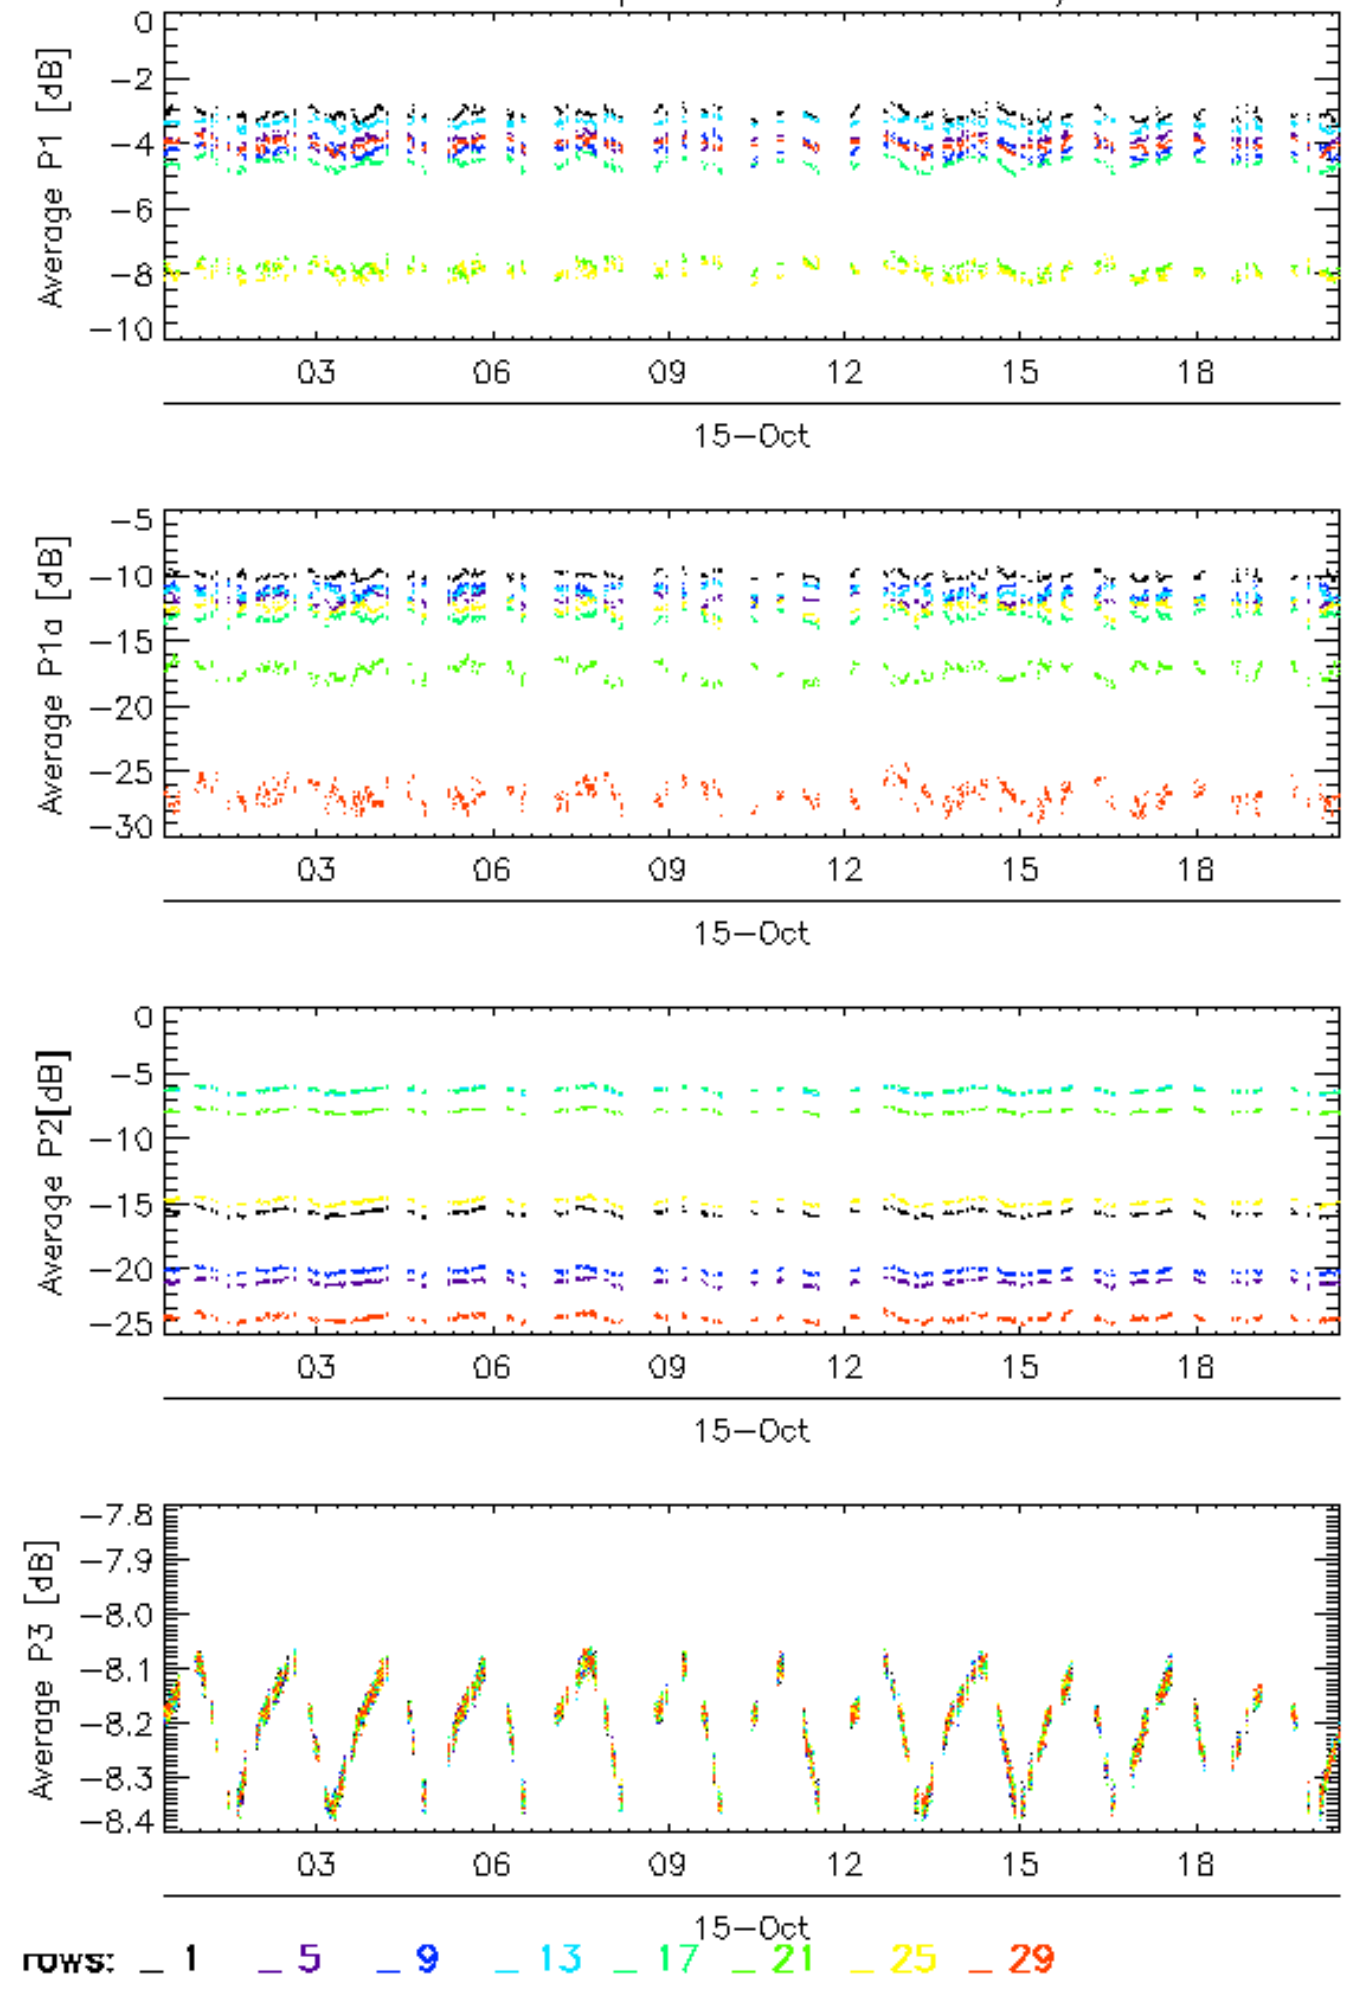 0
−2
−4
−6
−8
−10
Average P1 [dB]
03 06 09 12 15 18
15−Oct
−5
−10
−15
−20
−25
−30
Average P1a [dB]
03 06 09 12 15 18
15−Oct
0
−5
−10
−15
−20
−25
Average P2[dB]
03 06 09 12 15 18
15−Oct
−7.8
−7.9
−8.0
−8.1
−8.2
−8.3
−8.4
Average P3 [dB]
03 06 09 12 15 18
15−Oct
rows: _ 1 _ 5 _ 9 _ 13 _ 17 _ 21 _ 25 _ 29